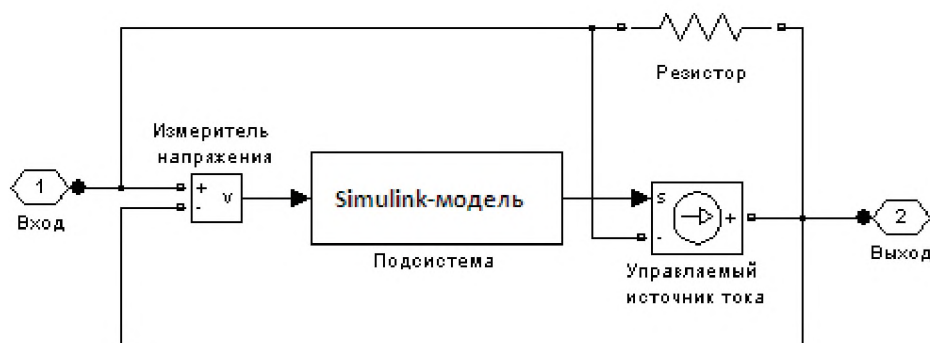 Резистор
Измеритель
напряжения
1
+
-
v
Simulink-модель
s
-
+
2
Вход
Подсистема
Управляемый
источник тока
Выход